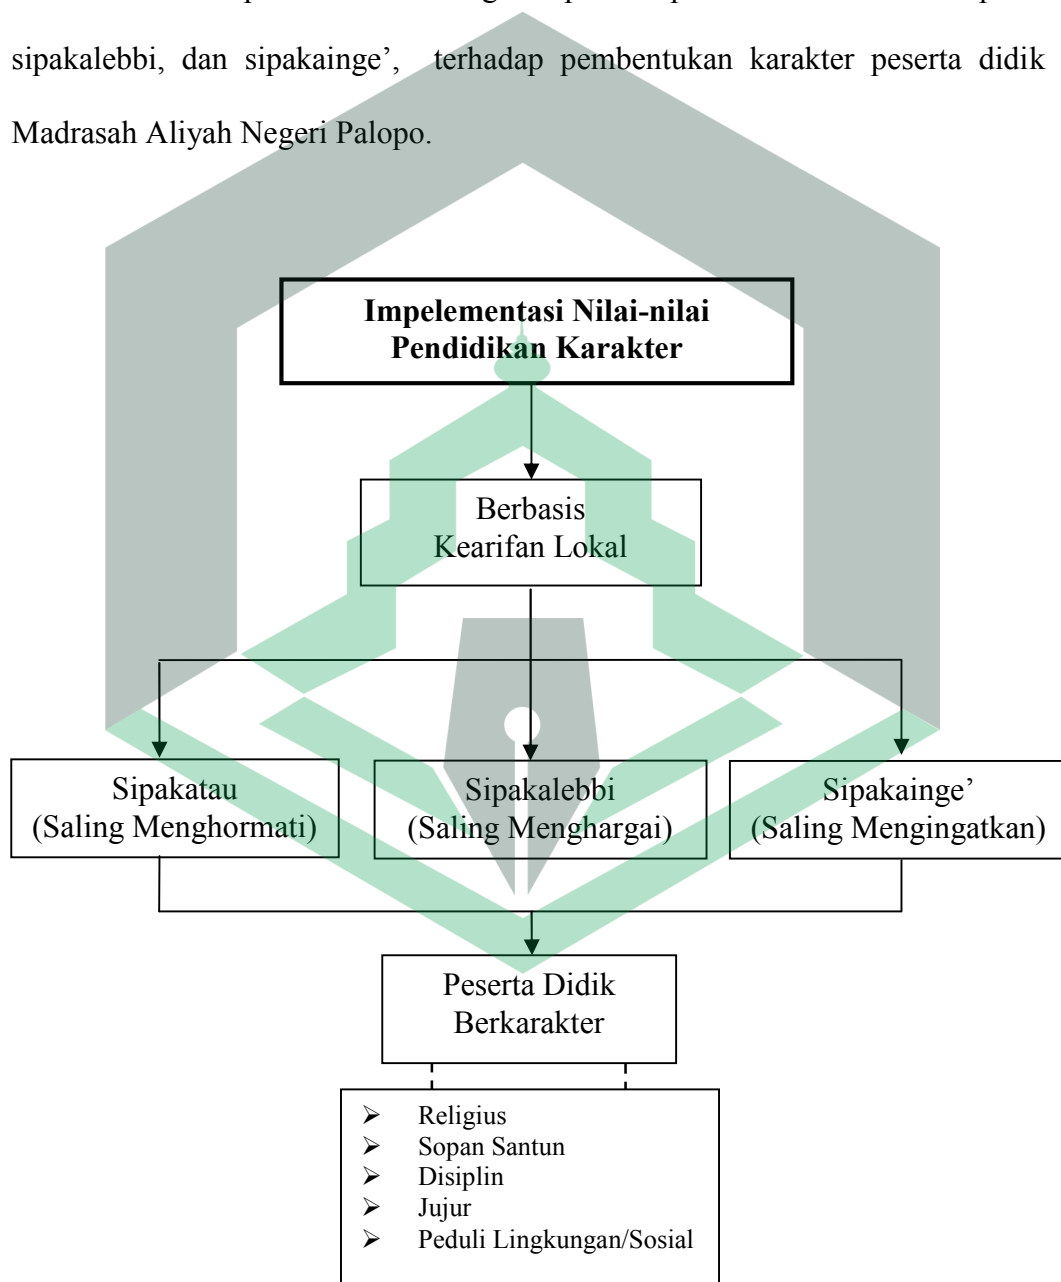 sipakalebbi, dan sipakainge’, terhadap pembentukan karakter peserta didik
Madrasah Aliyah Negeri Palopo.
Impelementasi Nilai-nilai
Pendidikan Karakter
Berbasis
Kearifan Lokal
Sipakatau
(Saling Menghormati)
Sipakalebbi
(Saling Menghargai)
Sipakainge’
(Saling Mengingatkan)
Peserta Didik
Berkarakter
➢ Religius
➢ Sopan Santun
➢ Disiplin
➢ Jujur
➢ Peduli Lingkungan/Sosial